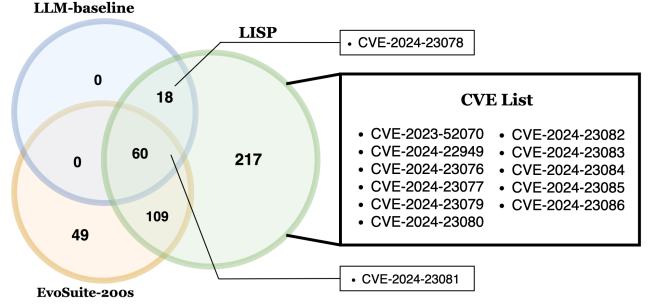 LLM-baseline
LISP
• CVE-2024-23078
0
18
CVE List
• CVE-2023-52070
• CVE-2024-22949
• CVE-2024-23076
• CVE-2024-23077
• CVE-2024-23079
• CVE-2024-23080
• CVE-2024-23082
• CVE-2024-23083
• CVE-2024-23084
• CVE-2024-23085
• CVE-2024-23086
0
60
217
109
49
• CVE-2024-23081
EvoSuite-200s